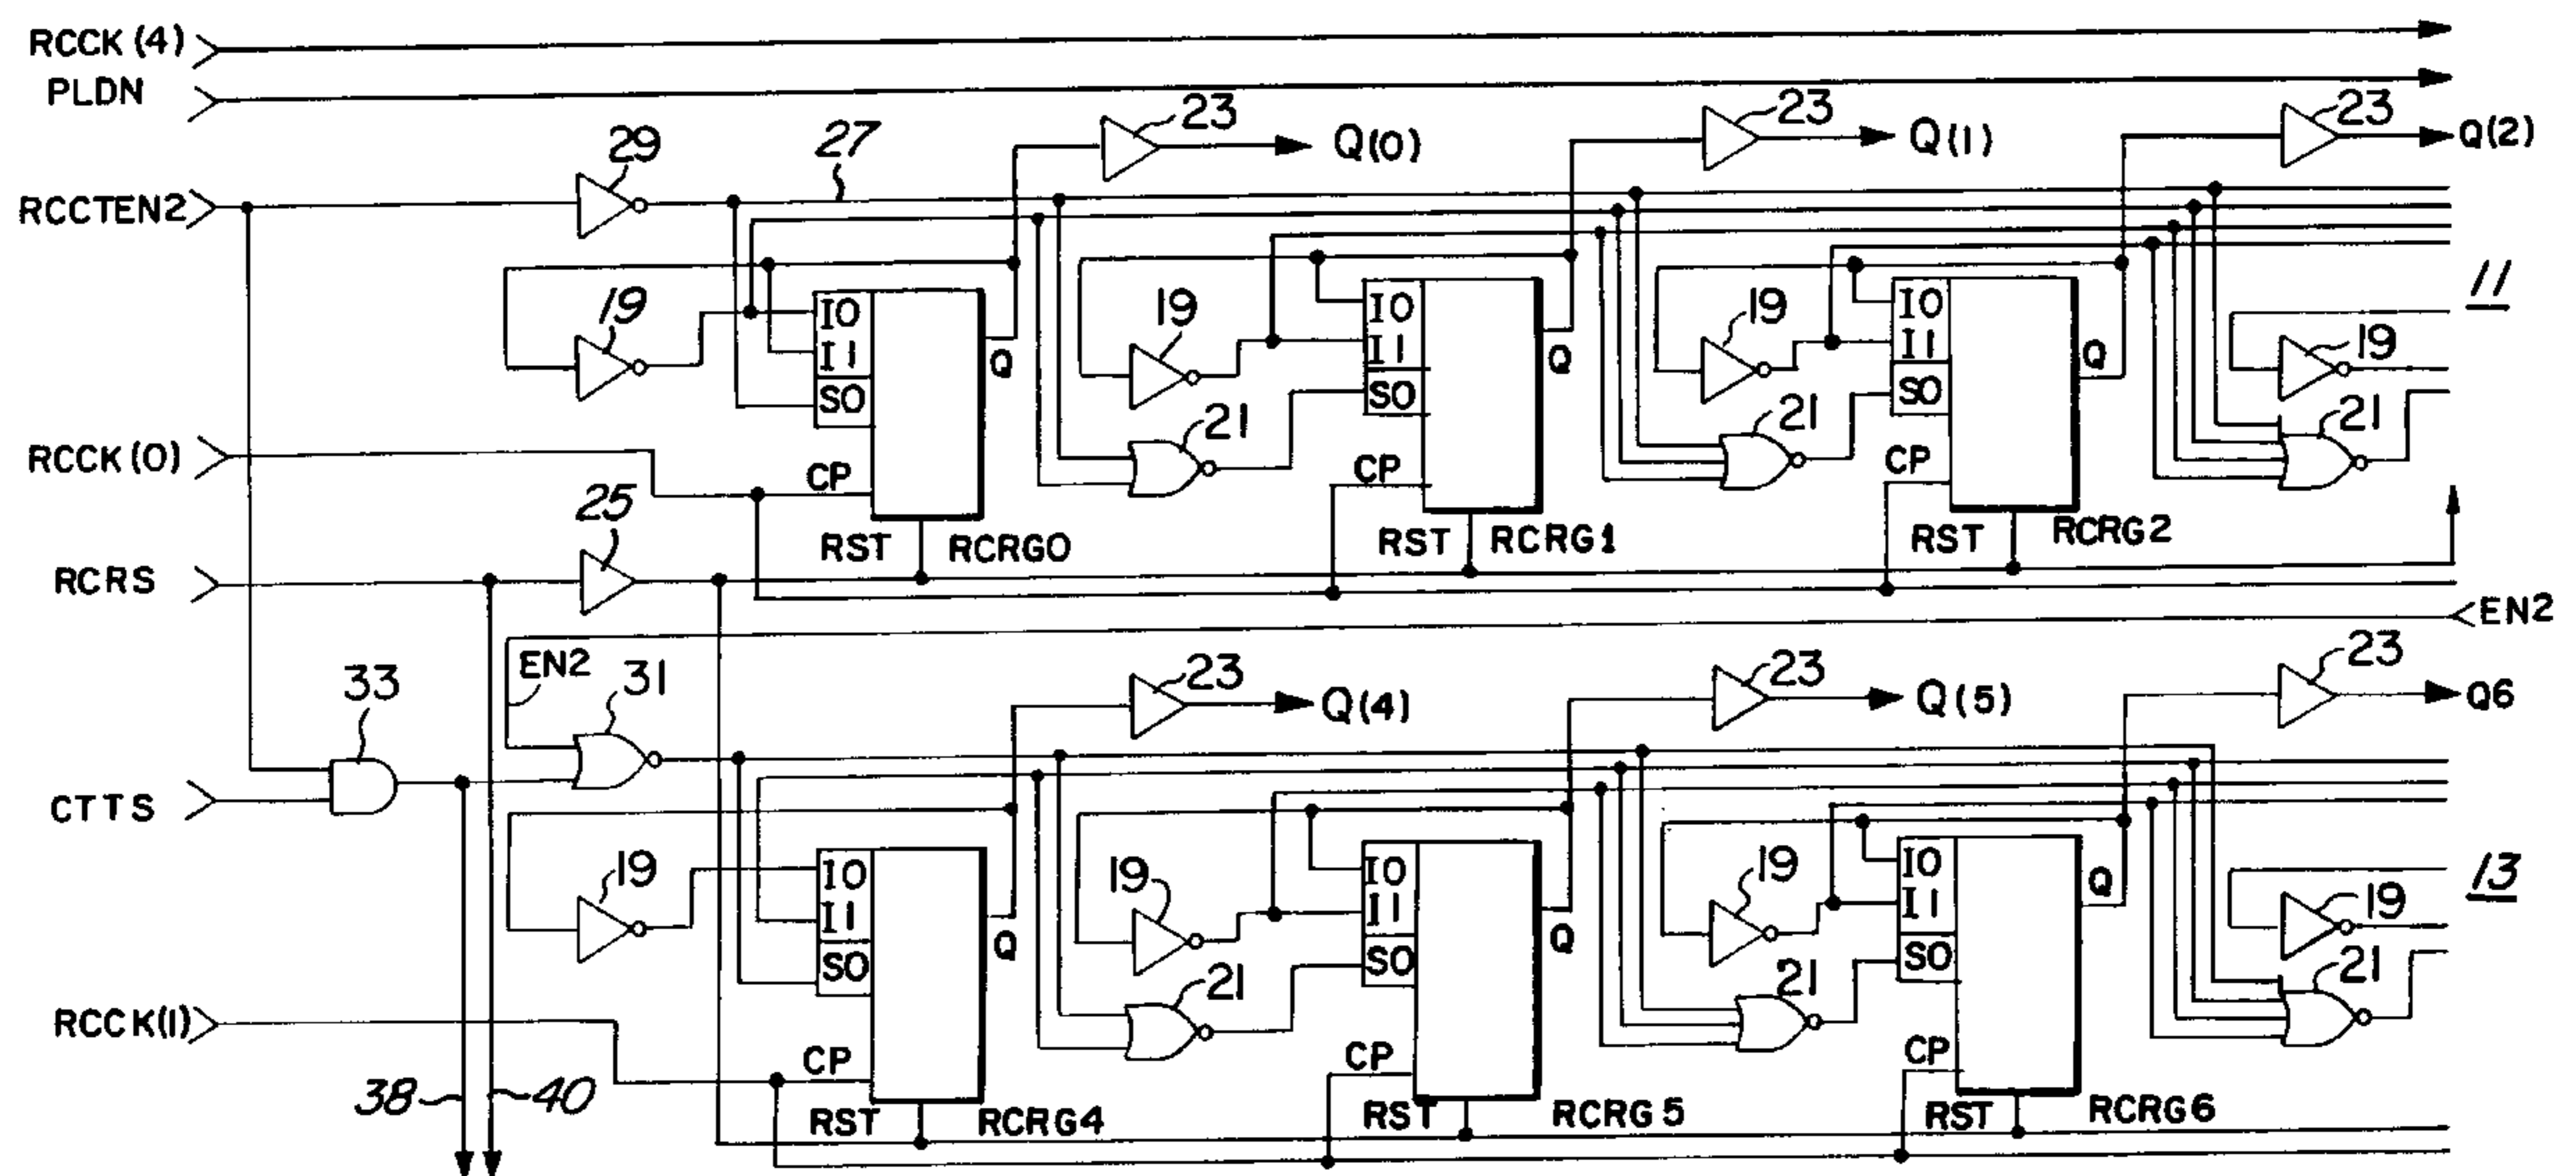 RCCK(4)
PLDN
23
Q(0)
23
Q(1)
23
Q(2)
29
27
RCCTEN2
11
19
IO
I1
SO
Q
19
IO
I1
SO
Q
19
IO
I1
SO
Q
19
21
21
21
RCCK(0)
CP
CP
CP
25
RST
RCRG0
RST
RCRG1
RST
RCRG2
RCRS
EN2
EN2
33
31
23
Q(4)
23
Q(5)
23
Q6
CTTS
13
19
IO
I1
SO
Q
19
IO
I1
SO
Q
19
IO
I1
SO
Q
19
21
21
21
RCCK(1)
CP
CP
CP
38
40
RST
RCRG4
RST
RCRG5
RST
RCRG6